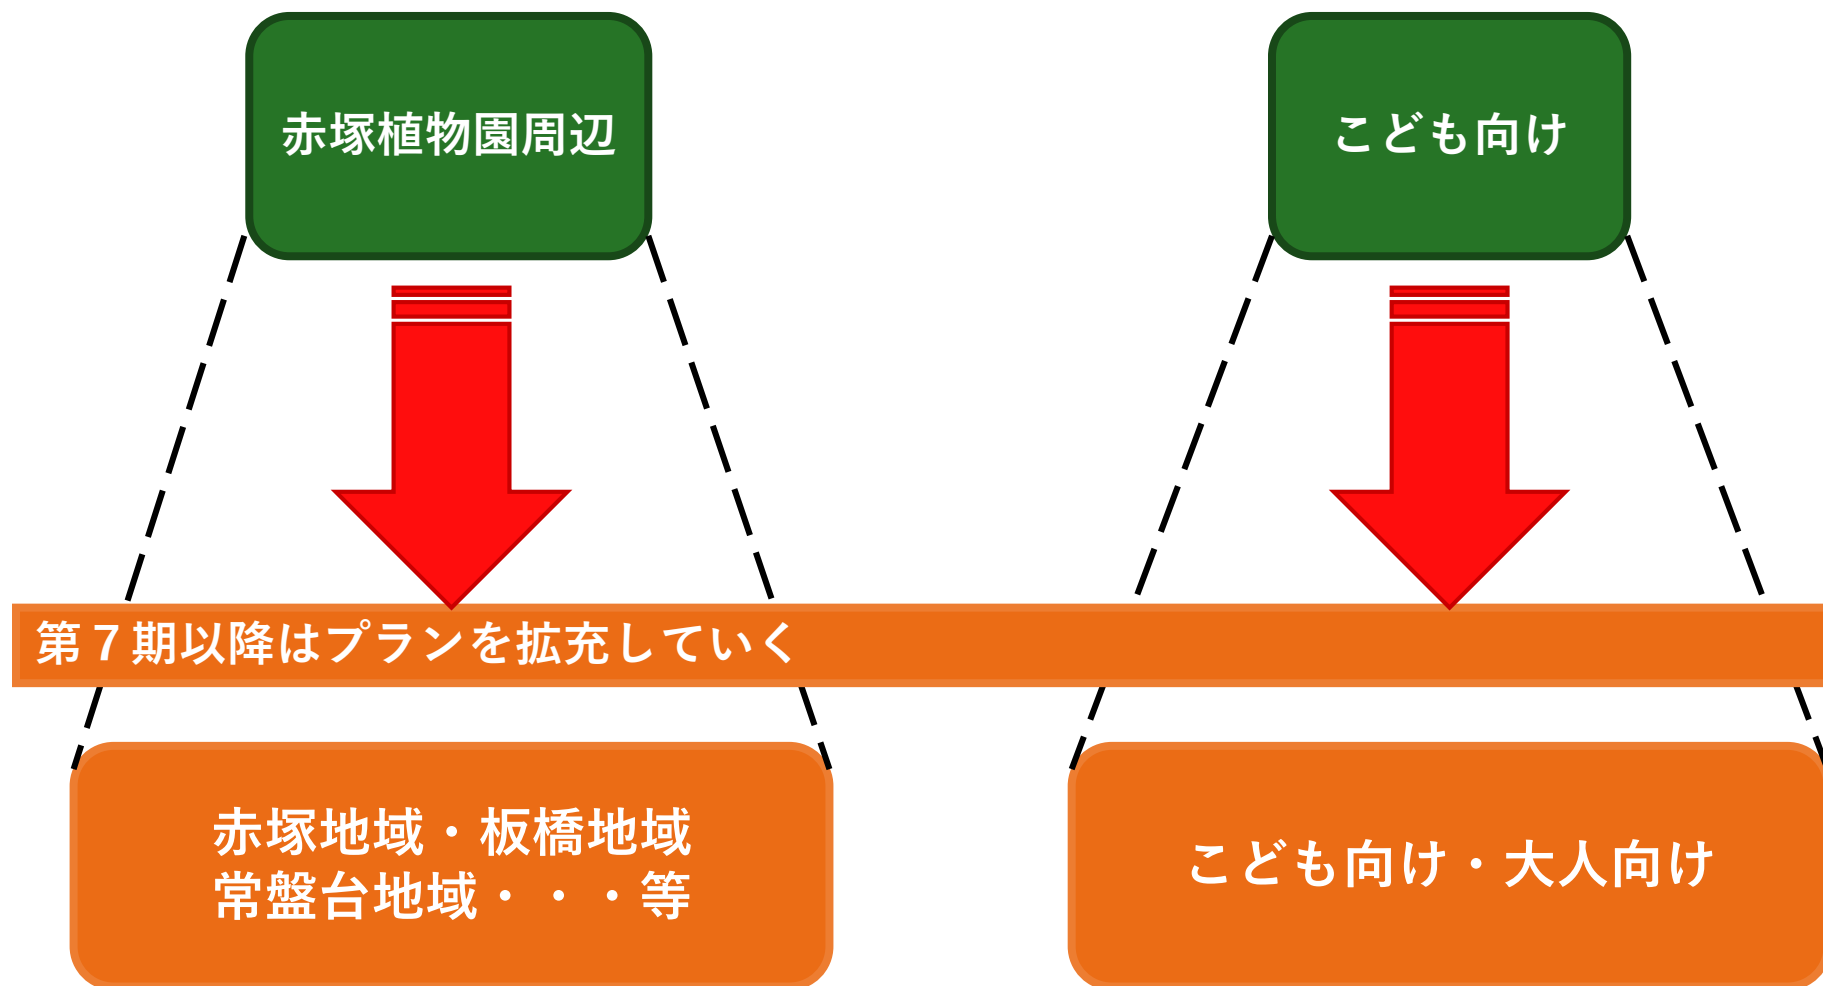 赤塚植物園周辺
こども向け
第７期以降はプランを拡充していく
赤塚地域・板橋地域
常盤台地域・・・等
こども向け・大人向け